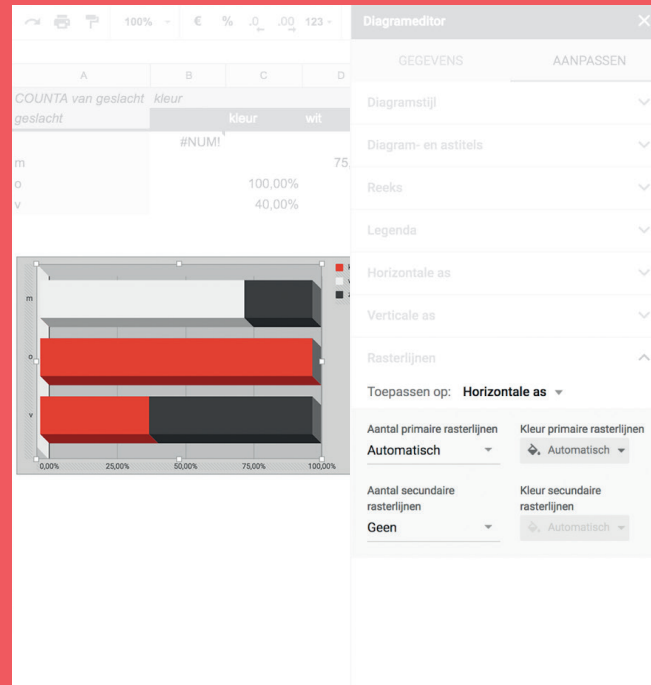 100%
€ % .0 .00 123
Diagrameditor
GEGEVENS AANPASSEN
A B C D
COUNTA van geslacht kleur
geslacht kleur wit
#NUM!
m 75,
o 100,00%
v 40,00%
Diagramstijl
Diagram- en astitels
Reeks
Legenda
Horizontale as
Verticale as
Rasterlijnen
Toepassen op: Horizontale as
Aantal primaire rasterlijnen Kleur primaire rasterlijnen
Automatisch Automatisch
Aantal secundaire rasterlijnen Kleur secundaire rasterlijnen
Geen Automatisch
m
o
v
0,00% 25,00% 50,00% 75,00% 100,00%